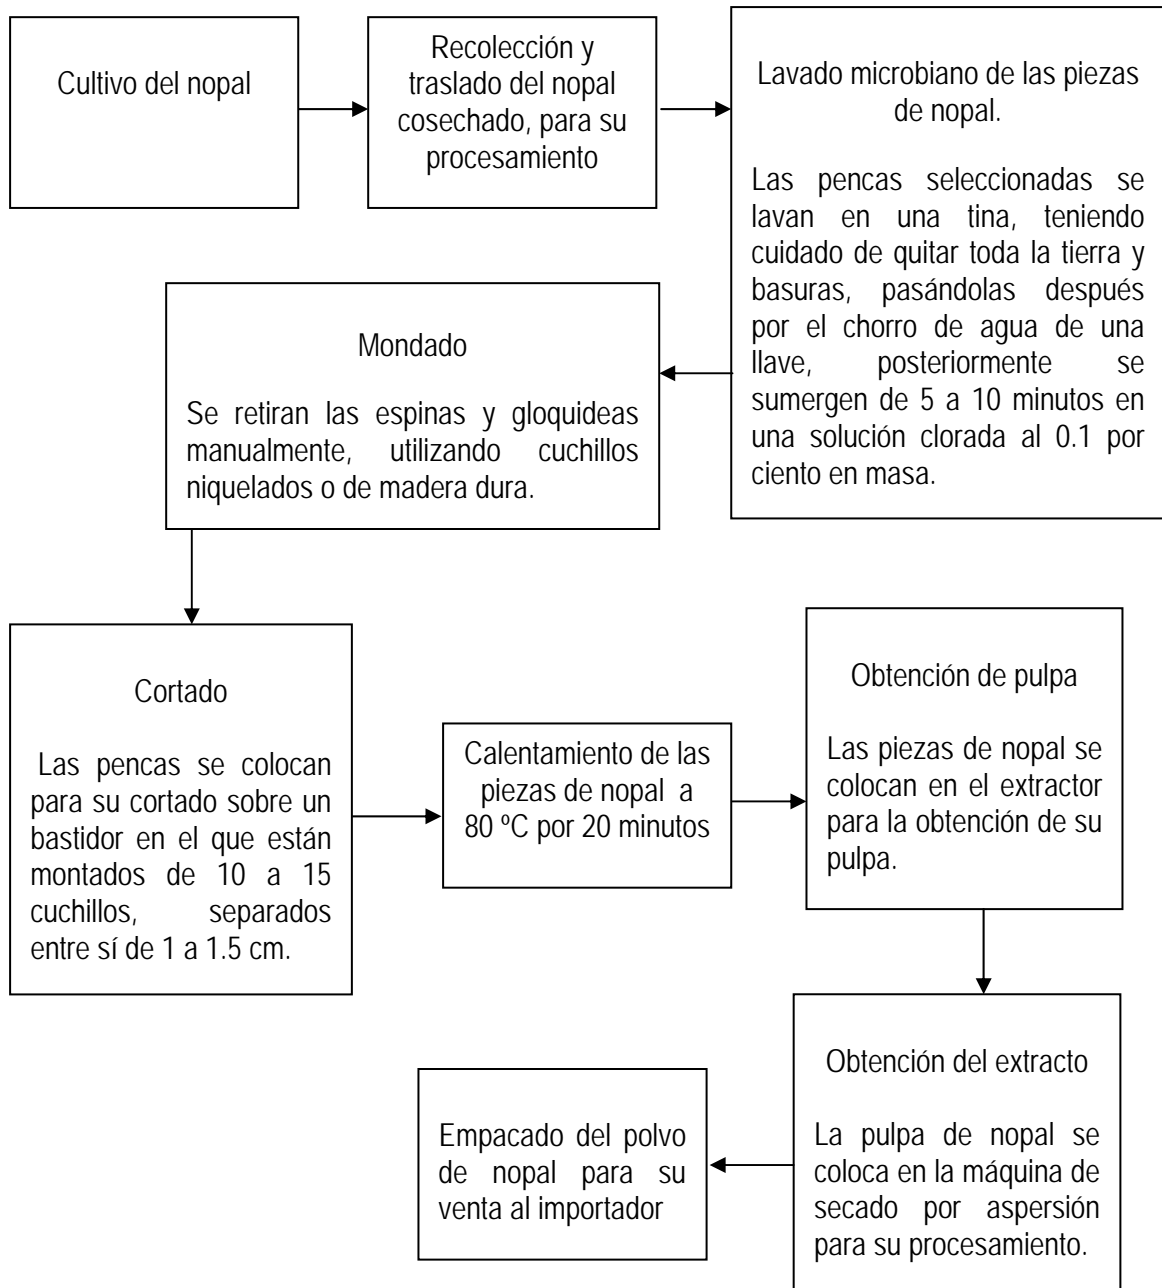 Cultivo del nopal
Recolección y
traslado del nopal
cosechado, para su
procesamiento
Lavado microbiano de las piezas
de nopal.
Las pencas seleccionadas se
lavan en una tina, teniendo
cuidado de quitar toda la tierra y
basuras, pasándolas después
por el chorro de agua de una
llave, posteriormente se
sumergen de 5 a 10 minutos en
una solución clorada al 0.1 por
ciento en masa.
Mondado
Se retiran las espinas y gloquideas
manualmente, utilizando cuchillos
niquelados o de madera dura.
Cortado
Las pencas se colocan
para su cortado sobre un
bastidor en el que están
montados de 10 a 15
cuchillos, separados
entre sí de 1 a 1.5 cm.
Calentamiento de las
piezas de nopal a
80 ºC por 20 minutos
Obtención de pulpa
Las piezas de nopal se
colocan en el extractor
para la obtención de su
pulpa.
Obtención del extracto
La pulpa de nopal se
coloca en la máquina de
secado por aspersión
para su procesamiento.
Empacado del polvo
de nopal para su
venta al importador